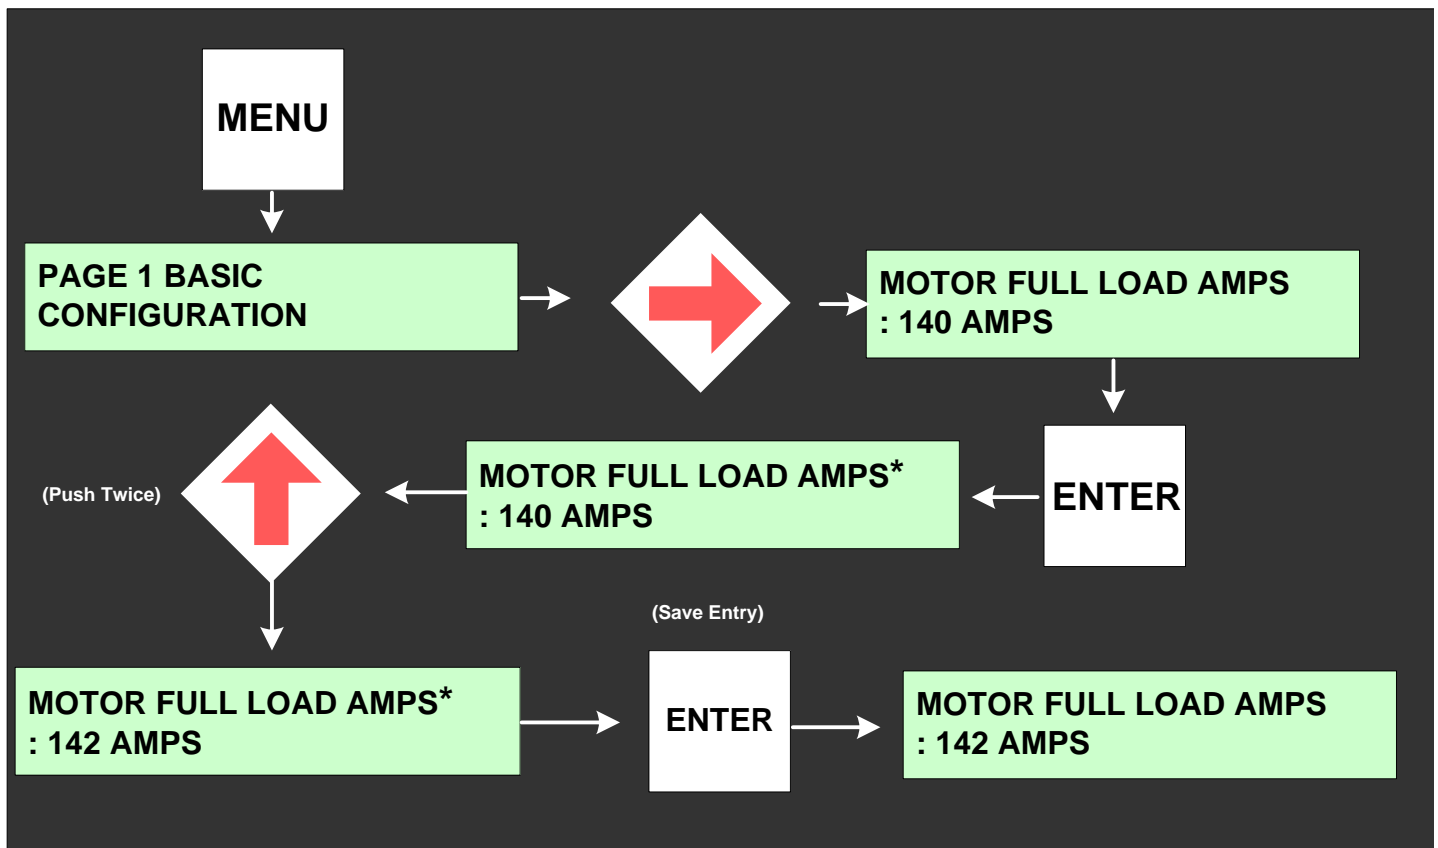 MENU
PAGE 1 BASIC
CONFIGURATION
MOTOR FULL LOAD AMPS
: 140 AMPS
ENTER
MOTOR FULL LOAD AMPS*
: 140 AMPS
(Push Twice)
MOTOR FULL LOAD AMPS*
: 142 AMPS
(Save Entry)
ENTER
MOTOR FULL LOAD AMPS
: 142 AMPS